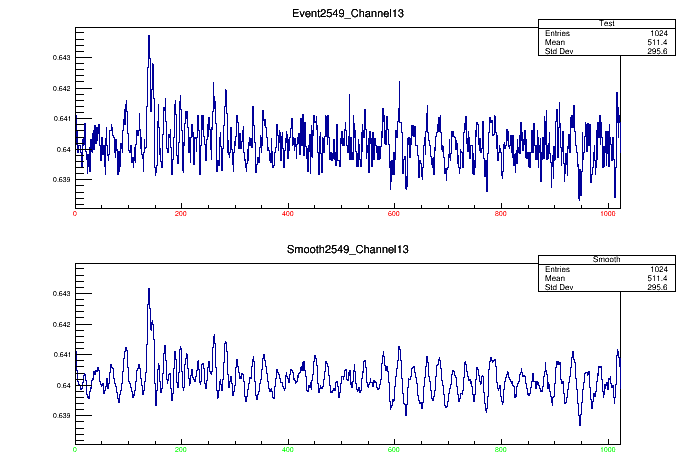 Event2549_Channel13
Test
Entries 1024
Mean 511.4
Std Dev 295.6
0.643
0.642
0.641
0.64
0.639
0 200 400 600 800 1000
Smooth2549_Channel13
Smooth
Entries 1024
Mean 511.4
Std Dev 295.6
0.643
0.642
0.641
0.64
0.639
0 200 400 600 800 1000